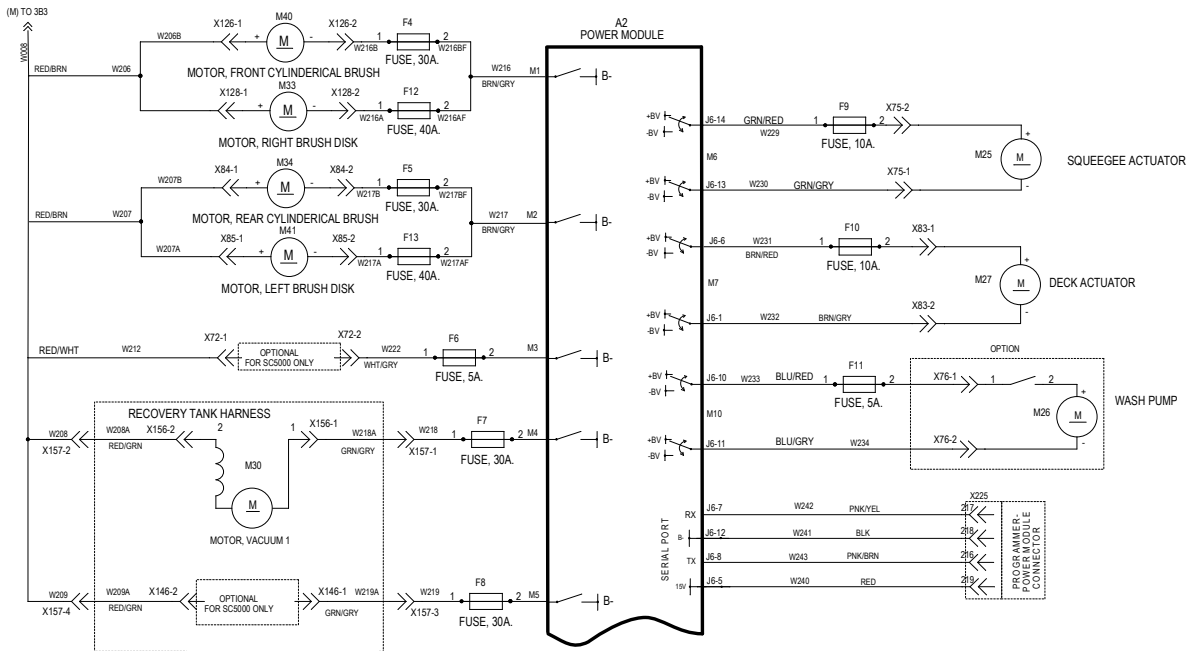 (M) TO 3B3
W008
RED/BRN
W206
W206B
X126-1
+
M40
M
-
X126-2
W216B
1
F4
2
W216BF
FUSE, 30A.
MOTOR, FRONT CYLINDERICAL BRUSH
X128-1
+
M33
M
-
X128-2
W216A
1
F12
2
W216AF
FUSE, 40A.
MOTOR, RIGHT BRUSH DISK
W216
BRN/GRY
M1
B-
RED/BRN
W207
W207B
X84-1
+
M34
M
-
X84-2
W217B
1
F5
2
W217BF
FUSE, 30A.
MOTOR, REAR CYLINDERICAL BRUSH
W207A
X85-1
+
M41
M
-
X85-2
W217A
1
F13
2
W217AF
FUSE, 40A.
MOTOR, LEFT BRUSH DISK
W217
BRN/GRY
M2
B-
RED/WHT
W212
X72-1
OPTIONAL
FOR SC5000 ONLY
X72-2
W222
WHT/GRY
1
F6
2
FUSE, 5A.
M3
B-
RECOVERY TANK HARNESS
W208
X157-2
W208A
RED/GRN
X156-2
2
M30
M
MOTOR, VACUUM 1
1
X156-1
W218A
GRN/GRY
W218
X157-1
1
F7
2
FUSE, 30A.
M4
B-
W209
X157-4
W209A
RED/GRN
X146-2
OPTIONAL
FOR SC5000 ONLY
X146-1
W219A
GRN/GRY
W219
X157-3
1
F8
2
FUSE, 30A.
M5
B-
A2
POWER MODULE
+BV
-BV
J6-14
GRN/RED
W229
1
F9
2
FUSE, 10A.
X75-2
M6
+BV
-BV
J6-13
W230
GRN/GRY
X75-1
+
M25
M
-
SQUEEGEE ACTUATOR
+BV
-BV
J6-6
W231
BRN/RED
1
F10
2
FUSE, 10A.
X83-1
M7
+BV
-BV
J6-1
W232
BRN/GRY
X83-2
+
M27
M
-
DECK ACTUATOR
OPTION
+BV
-BV
J6-10
W233
BLU/RED
1
F11
2
FUSE, 5A.
X76-1
1
2
M10
+BV
-BV
J6-11
BLU/GRY
W234
X76-2
+
M26
M
-
WASH PUMP
SERIAL PORT
RX
J6-7
W242
PNK/YEL
X225
217
B-
J6-12
W241
BLK
218
TX
J6-8
W243
PNK/BRN
216
15V
J6-5
W240
RED
219
PROGRAMMER-
POWER MODULE
CONNECTOR